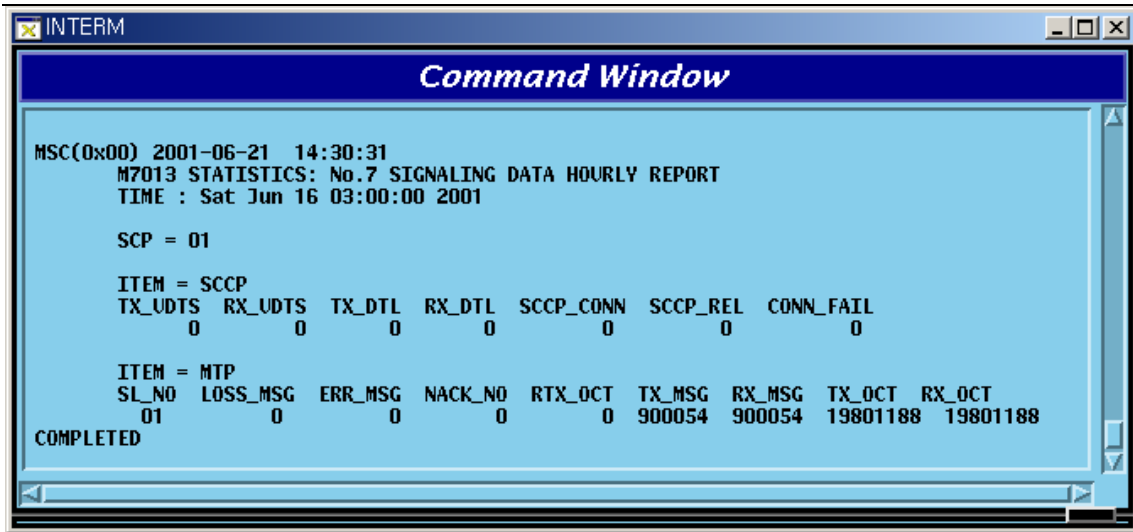 INTERM
Command Window
MSC(0x00) 2001-06-21 14:30:31
M7013 STATISTICS: No.7 SIGNALING DATA HOURLY REPORT
TIME : Sat Jun 16 03:00:00 2001
SCP = 01
ITEM = SCCP
TX_UDTS RX_UDTS TX_DTL RX_DTL SCCP_CONN SCCP_REL CONN_FAIL
0 0 0 0 0 0 0
ITEM = MTP
SL_NO LOSS_MSG ERR_MSG NACK_NO RTX_OCT TX_MSG RX_MSG TX_OCT RX_OCT
01 0 0 0 0 900054 900054 19801188 19801188
COMPLETED